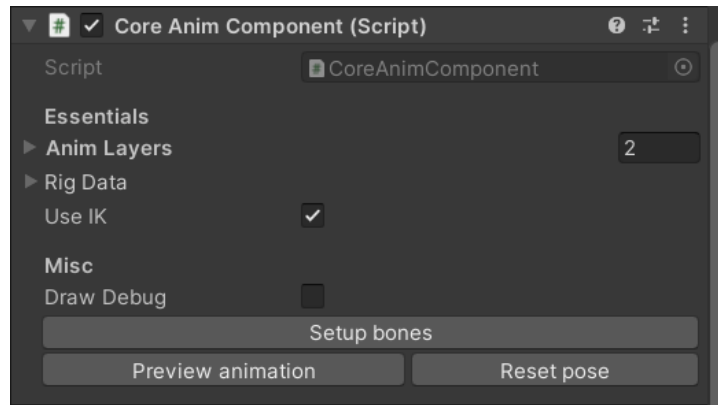 # Core Anim Component (Script)
Script # CoreAnimComponent
Essentials
Anim Layers 2
Rig Data
Use IK
Misc
Draw Debug
Setup bones
Preview animation Reset pose